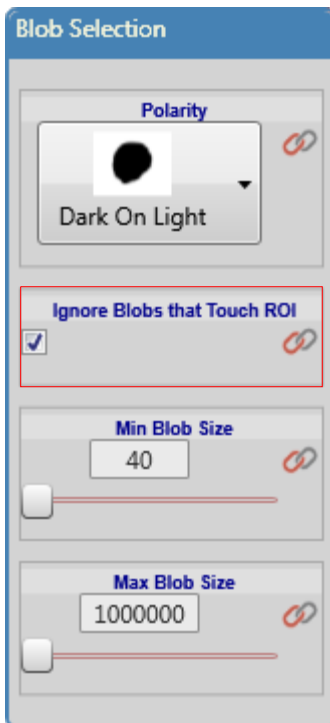 Blob Selection
Polarity
Dark On Light
Ignore Blobs that Touch ROI
Min Blob Size
40
Max Blob Size
1000000